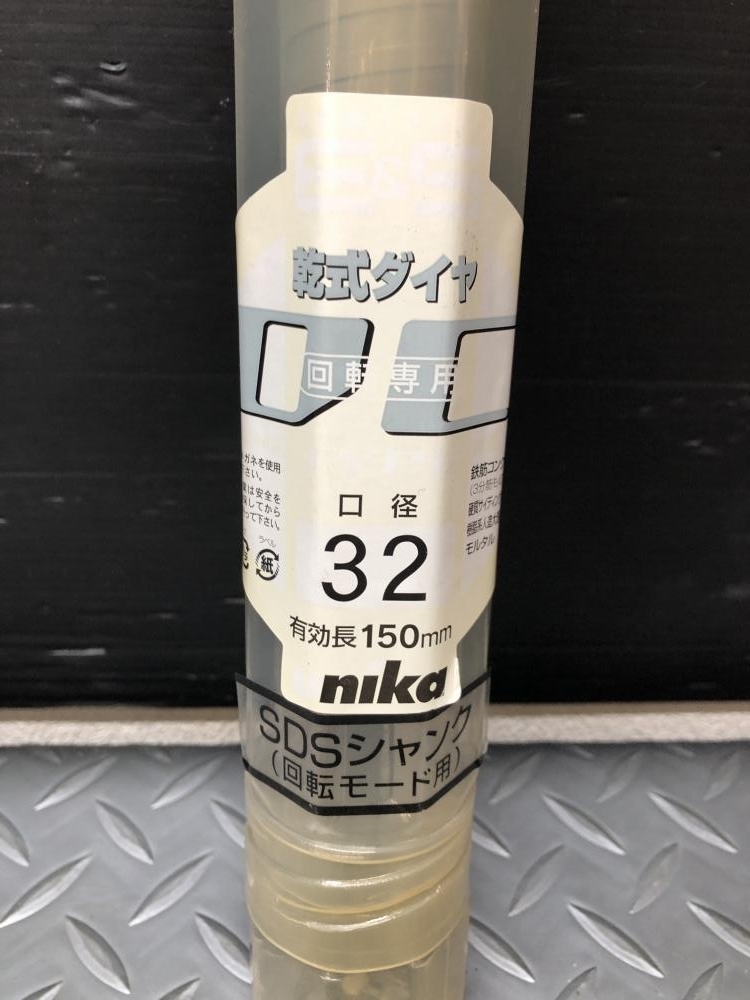 乾式ダイヤ
DC
回転専用
ガネを使用
さい。
は安全を
してから
って下さい。
ラベル
紙
鉄筋コン
モルタル
口径
32
有効長150mm
nika
SDSシャンク
(回転モード用)